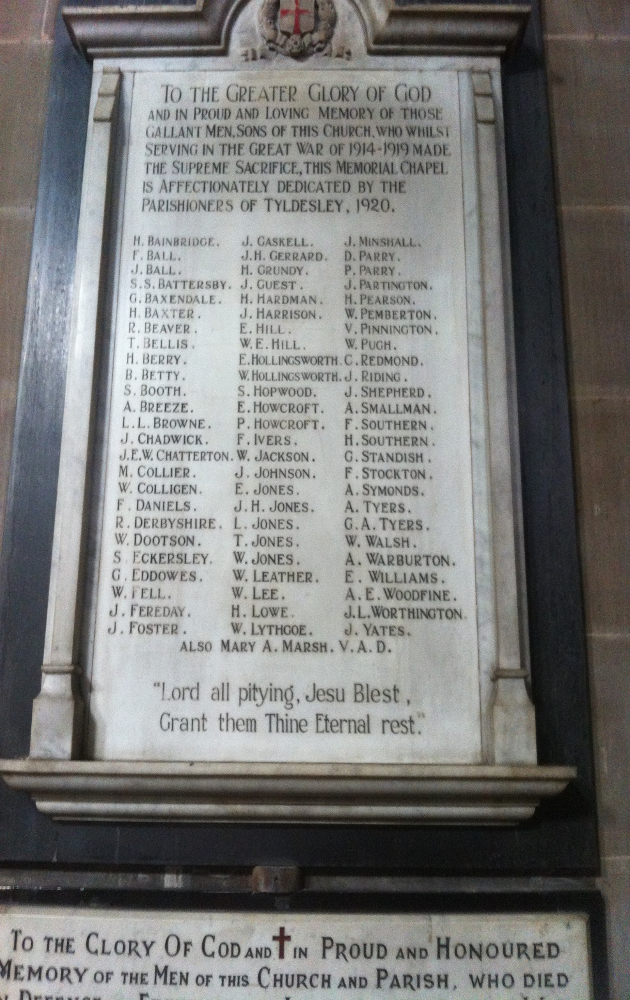 To the Greater Glory of God
and in Proud and Loving Memory of Those
Gallant Men, Sons of this Church, who whilst
serving in the Great War of 1914-1919 made
the Supreme Sacrifice, this Memorial Chapel
is Affectionately dedicated by the
Parishioners of Tyldesley, 1920.
H. Bainbridge. J. Gaskell. J. Minshall.
F. Ball. J. H. Gerrard. D. Parry.
J. Ball. H. Grundy. P. Parry.
S. S. Battersby. J. Guest. J. Partington.
G. Baxendale. H. Hardman. H. Pearson.
H. Baxter. J. Harrison. W. Pemberton.
R. Beaver. E. Hill. V. Pinnington.
T. Bellis. W. E. Hill. W. Pugh.
H. Berry. E. Hollingsworth. C. Redmond.
B. Betty. W. Hollingsworth. J. Riding.
S. Booth. S. Hopwood. J. Shepherd.
A. Breeze. E. Howcroft. A. Smallman.
L. L. Browne. P. Howcroft. F. Southern.
J. Chadwick. F. Ivers. H. Southern.
J. E. W. Chatterton. W. Jackson. G. Standish.
M. Collier. J. Johnson. F. Stockton.
W. Colligen. E. Jones. A. Symonds.
F. Daniels. J. H. Jones. A. Tyers.
R. Derbyshire. L. Jones. G. A. Tyers.
W. Dootson. T. Jones. W. Walsh.
S. Eckersley. W. Jones. A. Warburton.
G. Eddowes. W. Leather. E. Williams.
W. Fell. W. Lee. A. E. Woodfine.
J. Fereday. H. Lowe. J. L. Worthington.
J. Foster. W. Lythgoe. J. Yates.
Also Mary A. Marsh. V. A. D.
"Lord all pitying, Jesu Blest,
Grant them Thine Eternal rest."
To the Glory of God and in Proud and Honoured
Memory of the Men of this Church and Parish, who died